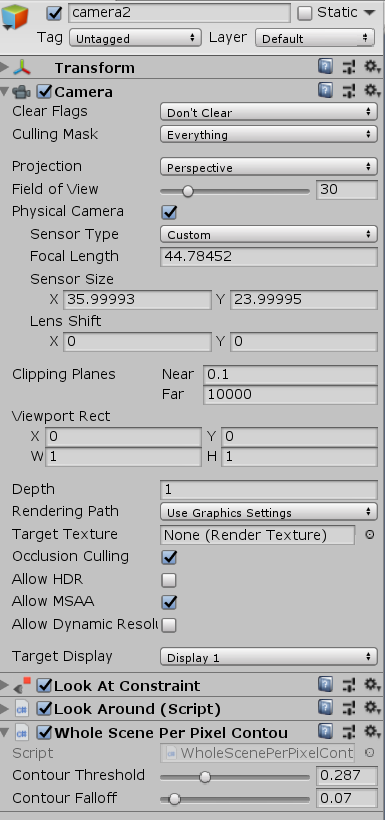 camera2 Static
Tag Untagged Layer Default
Transform
Camera
Clear Flags Don't Clear
Culling Mask Everything
Projection Perspective
Field of View 30
Physical Camera
Sensor Type Custom
Focal Length 44.78452
Sensor Size
X 35.99993 Y 23.99995
Lens Shift
X 0 Y 0
Clipping Planes Near 0.1
Far 10000
Viewport Rect
X 0 Y 0
W 1 H 1
Depth 1
Rendering Path Use Graphics Settings
Target Texture None (Render Texture)
Occlusion Culling
Allow HDR
Allow MSAA
Allow Dynamic Resolu
Target Display Display 1
Look At Constraint
Look Around (Script)
Whole Scene Per Pixel Contou
Script WholeScenePerPixelCont
Contour Threshold 0.287
Contour Falloff 0.07